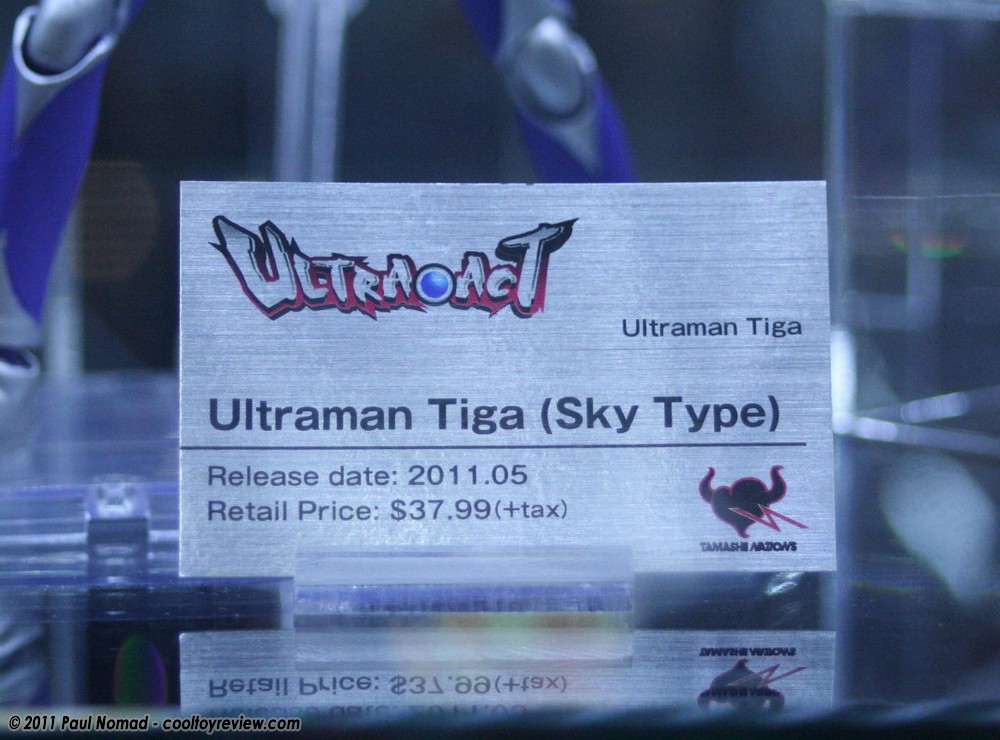 ULTRA ACT
Ultraman Tiga
Ultraman Tiga (Sky Type)
Release date: 2011.05
Retail Price: $37.99(+tax)
TAMASHII NATIONS
© 2011 Paul Nomad - cooltoyreview.com